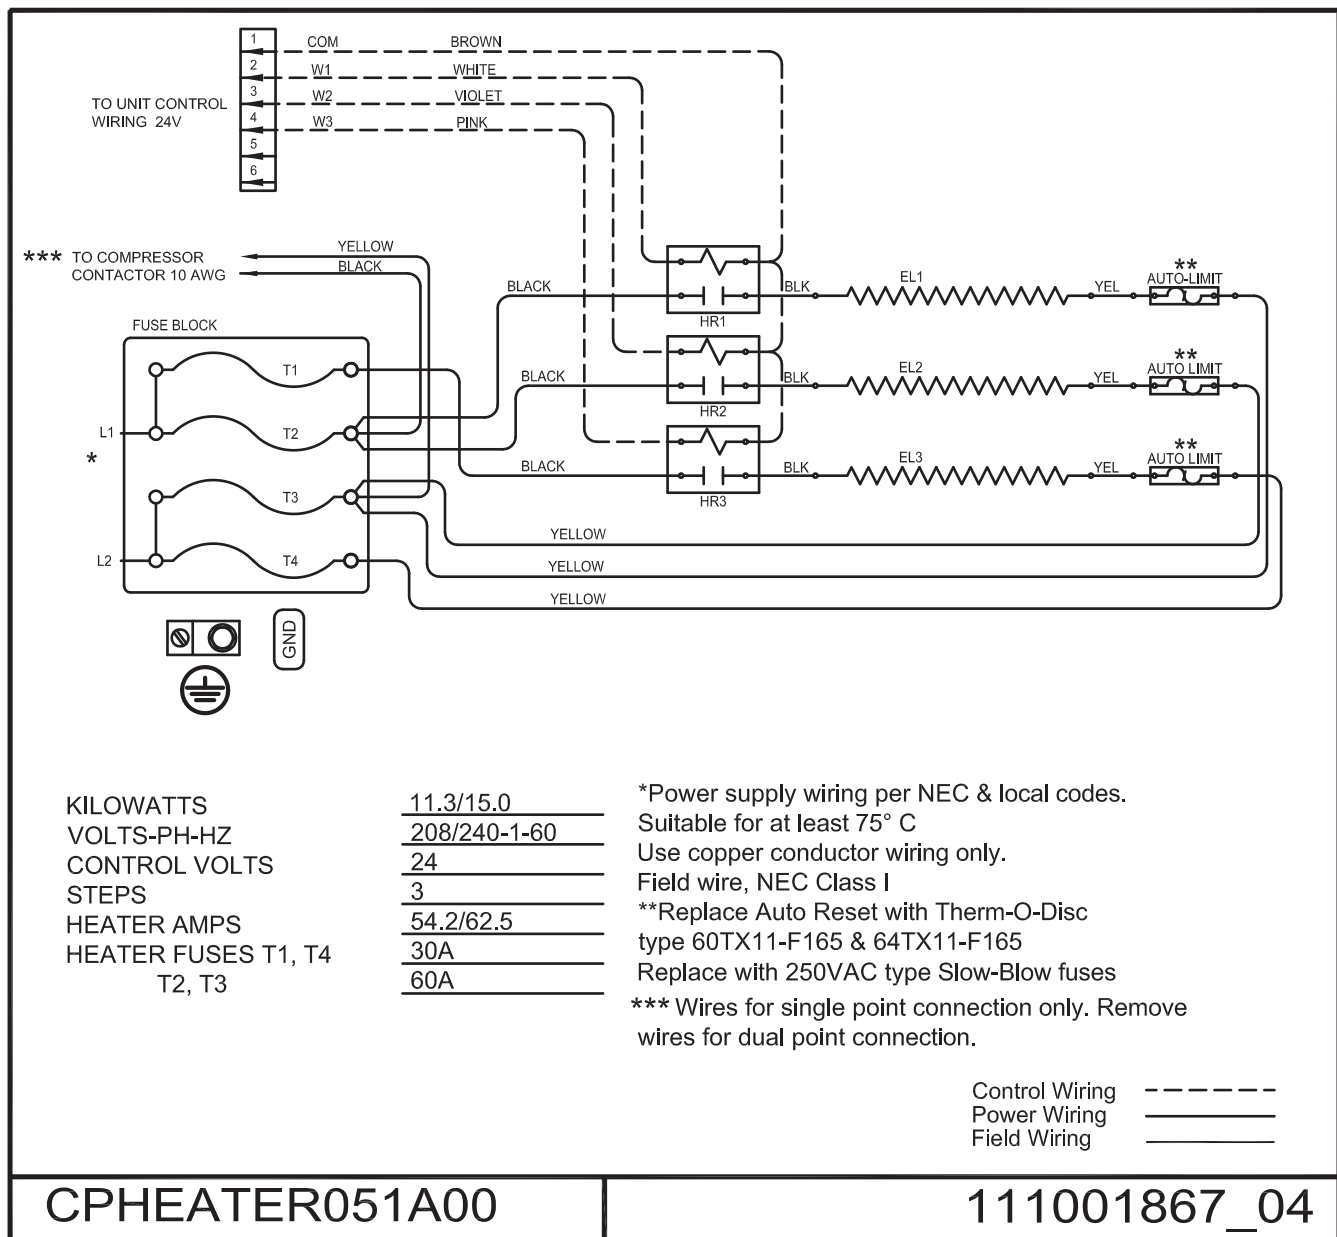 1 COM BROWN
2 W1 WHITE
3 W2 VIOLET
4 W3 PINK
5
6
TO UNIT CONTROL
WIRING 24V
*** TO COMPRESSOR
CONTACTOR 10 AWG
YELLOW
BLACK
FUSE BLOCK
T1
L1 T2
*
T3
L2 T4
GND
BLACK HR1 BLK EL1 YEL
**
AUTO-LIMIT
BLACK HR2 BLK EL2 YEL
**
AUTO LIMIT
BLACK HR3 BLK EL3 YEL
**
AUTO LIMIT
YELLOW
YELLOW
YELLOW
KILOWATTS 11.3/15.0
VOLTS-PH-HZ 208/240-1-60
CONTROL VOLTS 24
STEPS 3
HEATER AMPS 54.2/62.5
HEATER FUSES T1, T4 30A
T2, T3 60A
*Power supply wiring per NEC & local codes.
Suitable for at least 75° C
Use copper conductor wiring only.
Field wire, NEC Class I
**Replace Auto Reset with Therm-O-Disc
type 60TX11-F165 & 64TX11-F165
Replace with 250VAC type Slow-Blow fuses
*** Wires for single point connection only. Remove
wires for dual point connection.
Control Wiring
Power Wiring
Field Wiring
CPHEATER051A00
111001867_04